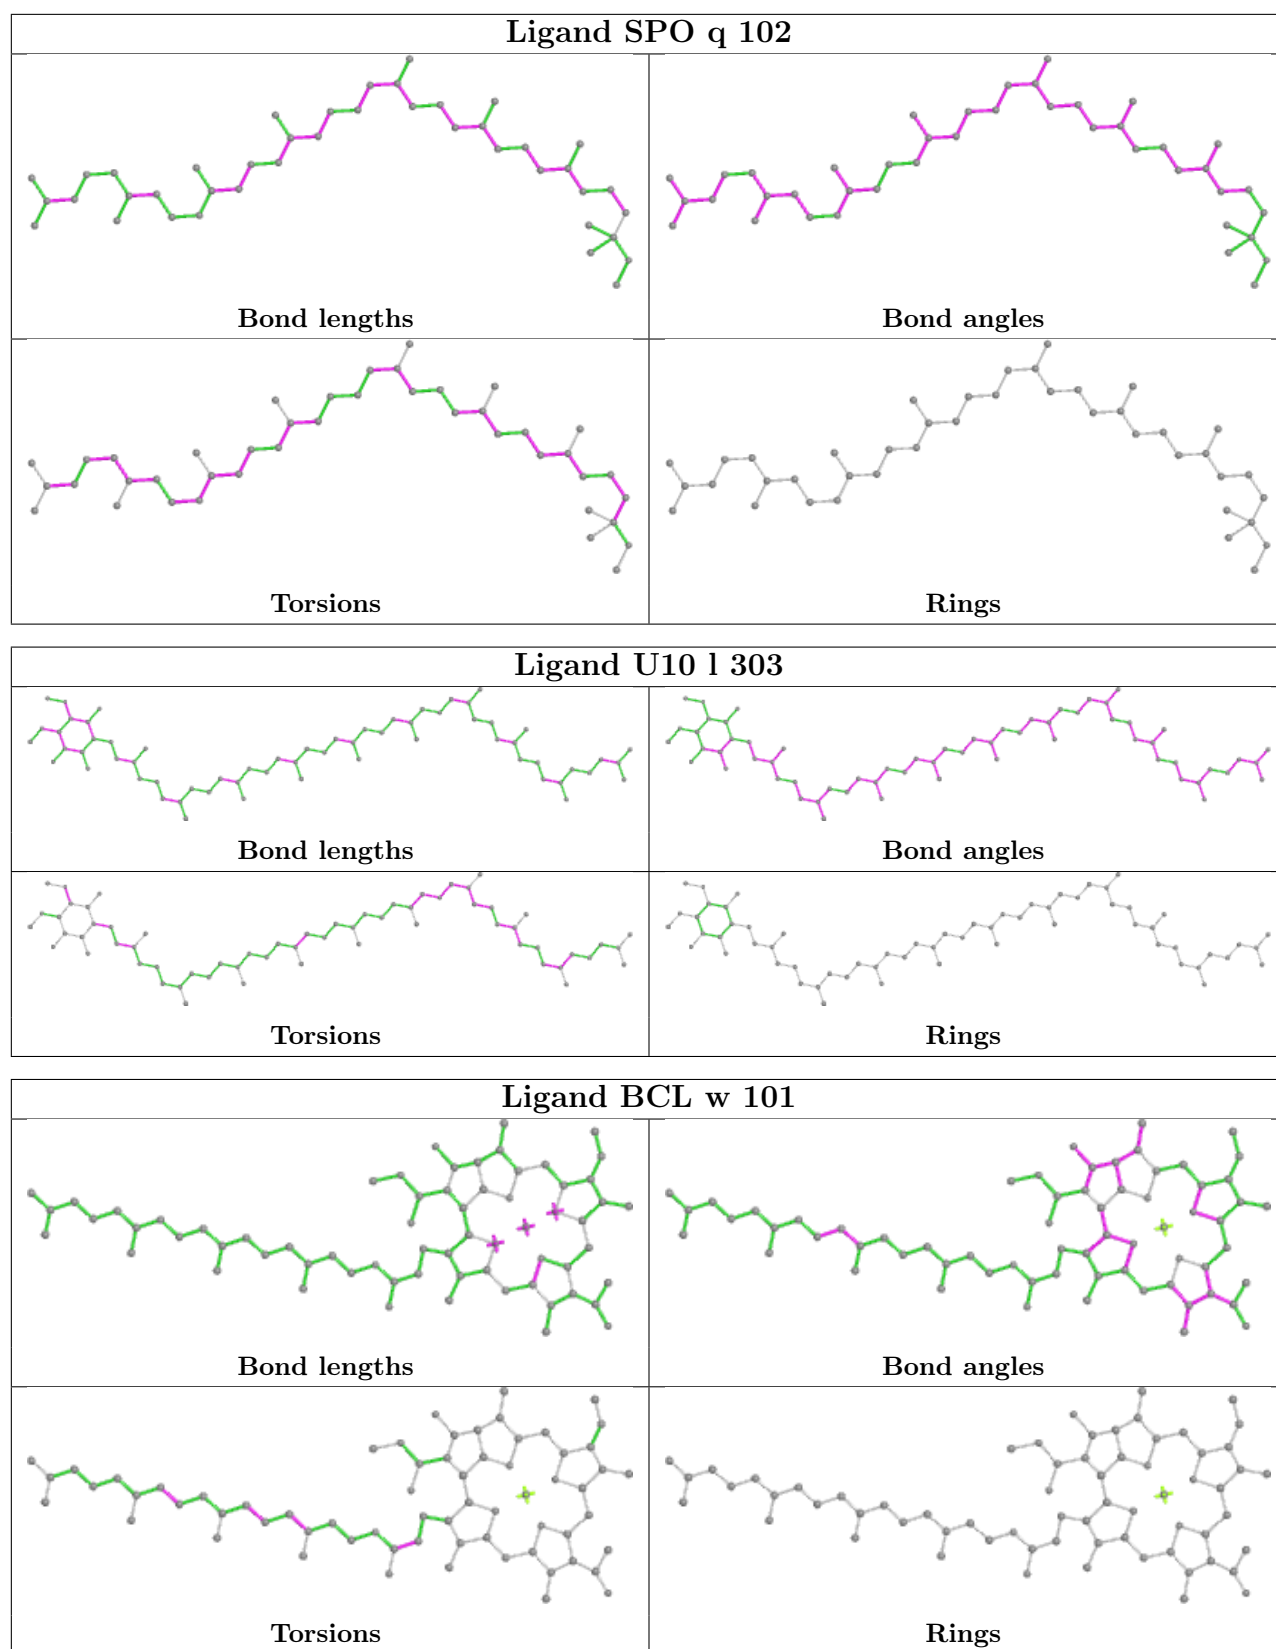 Ligand SPO q 102
Bond lengths
Bond angles
Torsions
Rings
Ligand U10 l 303
Bond lengths
Bond angles
Torsions
Rings
Ligand BCL w 101
Bond lengths
Bond angles
Torsions
Rings